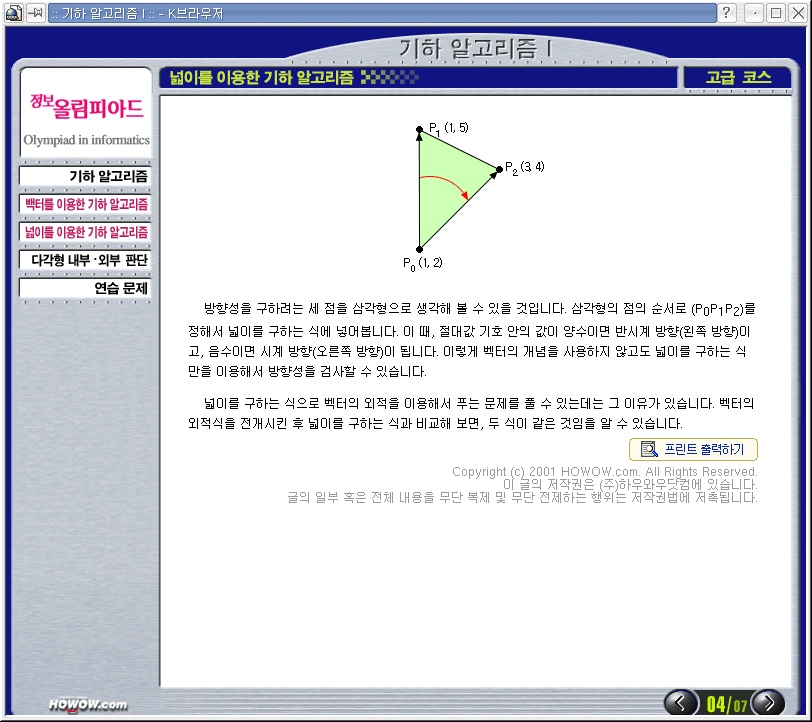 :: 기하 알고리즘 I :: - K브라우저
기하 알고리즘 I
정보올림피아드
Olympiad in informatics
기하 알고리즘
백터를 이용한 기하 알고리즘
넓이를 이용한 기하 알고리즘
다각형 내부·외부 판단
연습 문제
넓이를 이용한 기하 알고리즘
고급 코스
P1 (1, 5)
P2 (3, 4)
P0 (1, 2)
방향성을 구하려는 세 점을 삼각형으로 생각해 볼 수 있을 것입니다. 삼각형의 점의 순서로 (P0P1P2)를
정해서 넓이를 구하는 식에 넣어봅니다. 이 때, 절대값 기호 안의 값이 양수이면 반시계 방향(왼쪽 방향)이
고, 음수이면 시계 방향(오른쪽 방향)이 됩니다. 이렇게 벡터의 개념을 사용하지 않고도 넓이를 구하는 식
만을 이용해서 방향성을 검사할 수 있습니다.
넓이를 구하는 식으로 벡터의 외적을 이용해서 푸는 문제를 풀 수 있는데는 그 이유가 있습니다. 벡터의
외적식을 전개시킨 후 넓이를 구하는 식과 비교해 보면, 두 식이 같은 것임을 알 수 있습니다.
프린트 출력하기
Copyright (c) 2001 HOWOW.com. All Rights Reserved.
이 글의 저작권은 (주)하우와우닷컴에 있습니다.
글의 일부 혹은 전체 내용을 무단 복제 및 무단 전제하는 행위는 저작권법에 저촉됩니다.
HOWOW.com
04/07